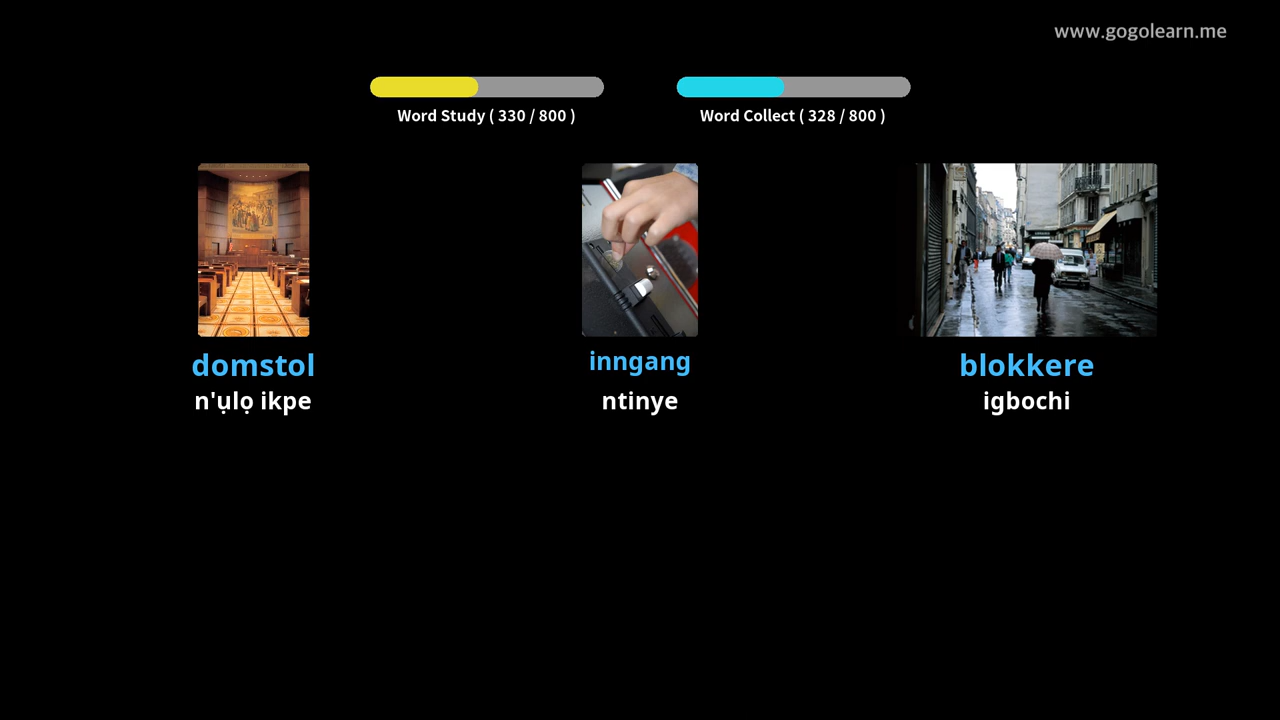 www.gogolearn.me
Word Study ( 330 / 800 )
Word Collect ( 328 / 800 )
domstol
n'ụlọ ikpe
inngang
ntinye
blokkere
igbochi